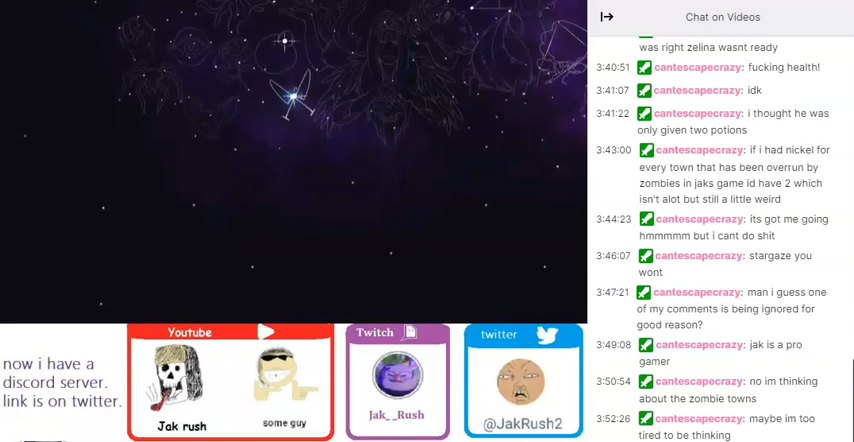 Chat on Videos
was right zelina wasnt ready
3:40:51 cantescapecrazy: fucking health!
3:41:07 cantescapecrazy: idk
3:41:22 cantescapecrazy: i thought he was
only given two potions
3:43:00 cantescapecrazy: if i had nickel for
every town that has been overrun by
zombies in jaks game id have 2 which
isn't alot but still a little weird
3:44:23 cantescapecrazy: its got me going
hmmmmm but i cant do shit
3:46:07 cantescapecrazy: stargaze you
wont
3:47:21 cantescapecrazy: man i guess one
of my comments is being ignored for
good reason?
3:49:08 cantescapecrazy: jak is a pro
gamer
3:50:54 cantescapecrazy: no im thinking
about the zombie towns
3:52:26 cantescapecrazy: maybe im too
tired to be thinking
now i have a
discord server.
link is on twitter.
Youtube
Jak rush
some guy
Twitch
Jak__Rush
twitter
@JakRush2